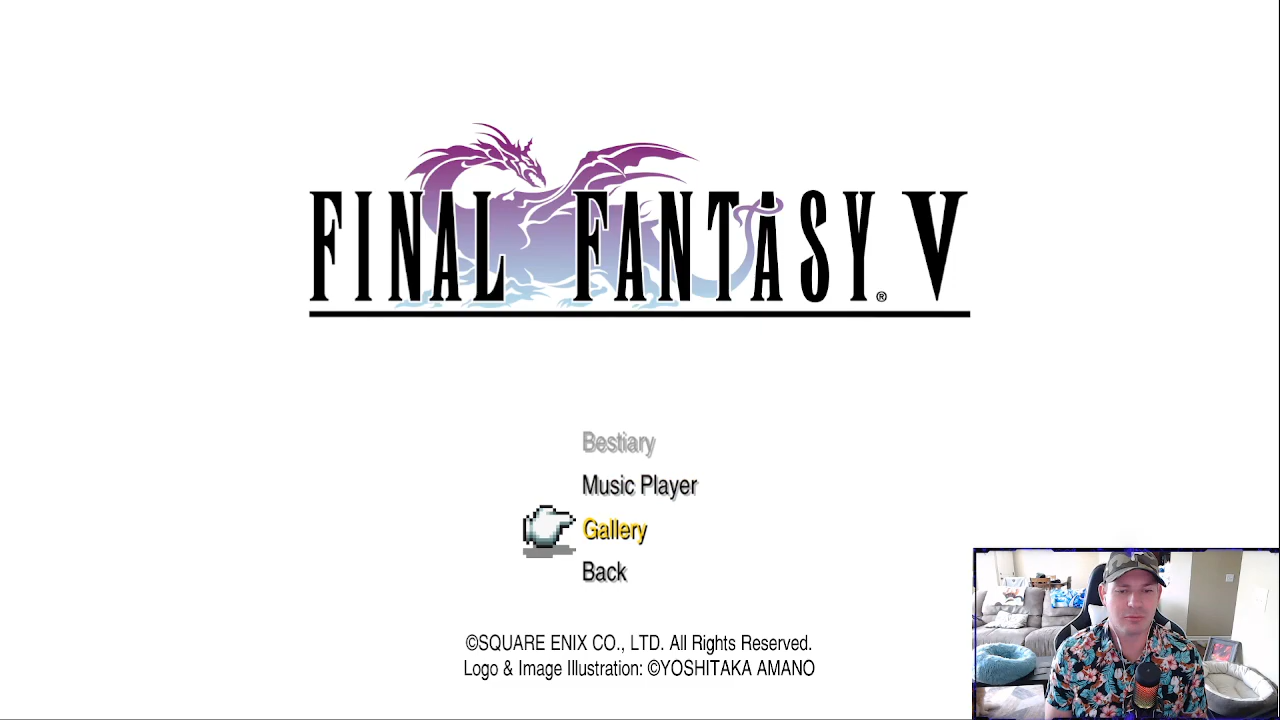 FINAL FANTASY® V
Bestiary
Music Player
Gallery
Back
©SQUARE ENIX CO., LTD. All Rights Reserved.
Logo & Image Illustration: ©YOSHITAKA AMANO